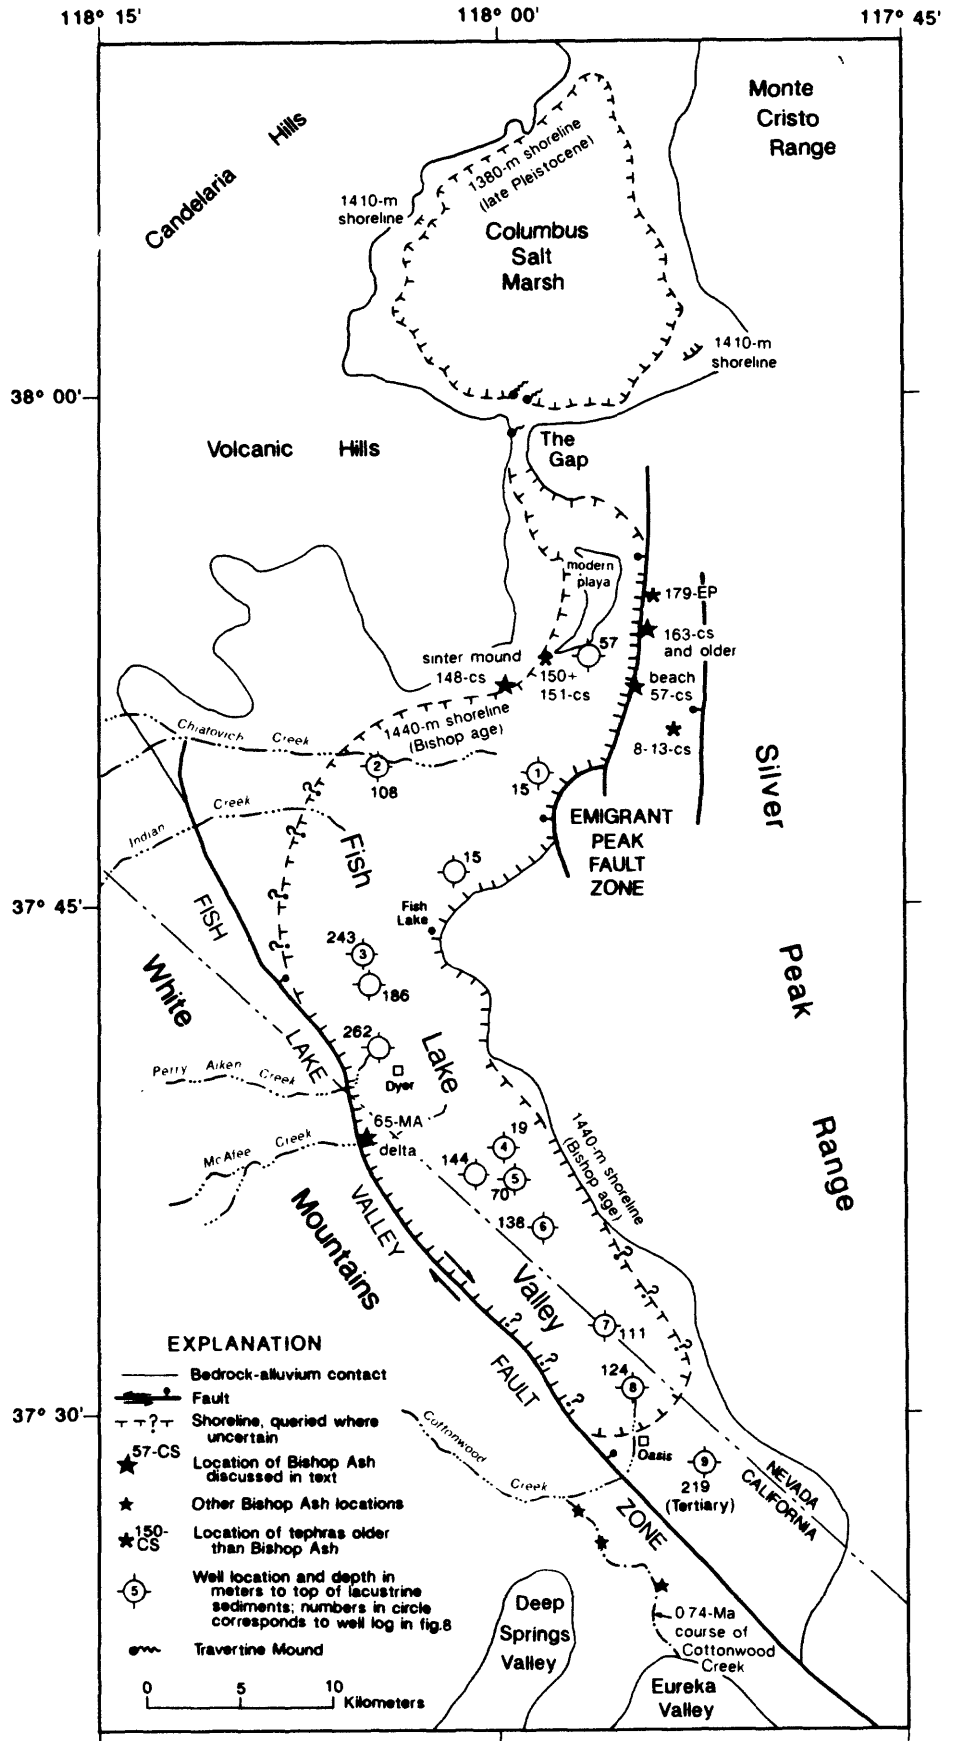 118° 15'
118° 00'
117° 45'
Monte
Cristo
Range
Candelaria Hills
1380-m shoreline
(late Pleistocene)
1410-m
shoreline
Columbus
Salt
Marsh
1410-m
shoreline
38° 00'
Volcanic Hills
The
Gap
modern
playa
179-EP
163-cs
and older
57
sinter mound
148-cs
150+
151-cs
beach
57-cs
8-13-cs
1440-m shoreline
(Bishop age)
Chiatovich Creek
2
108
1
15
EMIGRANT
PEAK
FAULT
ZONE
Silver
Peak
Range
Indian Creek
?
?
?
?
Fish
Lake
Valley
15
37° 45'
FISH
LAKE
VALLEY
FAULT
ZONE
Fish
Lake
White
Mountains
243
3
186
262
Dyer
Perry Aiken Creek
65-MA
delta
McAfee Creek
19
4
144
5
70
138
6
1440-m shoreline
(Bishop age)
?
?
?
7
111
?
?
?
124
8
Oasis
9
219
(Tertiary)
NEVADA
CALIFORNIA
37° 30'
Cottonwood
Creek
0.74-Ma
course of
Cottonwood
Creek
Deep
Springs
Valley
Eureka
Valley
EXPLANATION
Bedrock-alluvium contact
Fault
? Shoreline, queried where
uncertain
57-CS
Location of Bishop Ash
discussed in text
Other Bishop Ash locations
150-
CS
Location of tephras older
than Bishop Ash
5
Well location and depth in
meters to top of lacustrine
sediments; numbers in circle
corresponds to well log in fig.8
Travertine Mound
0 5 10
Kilometers